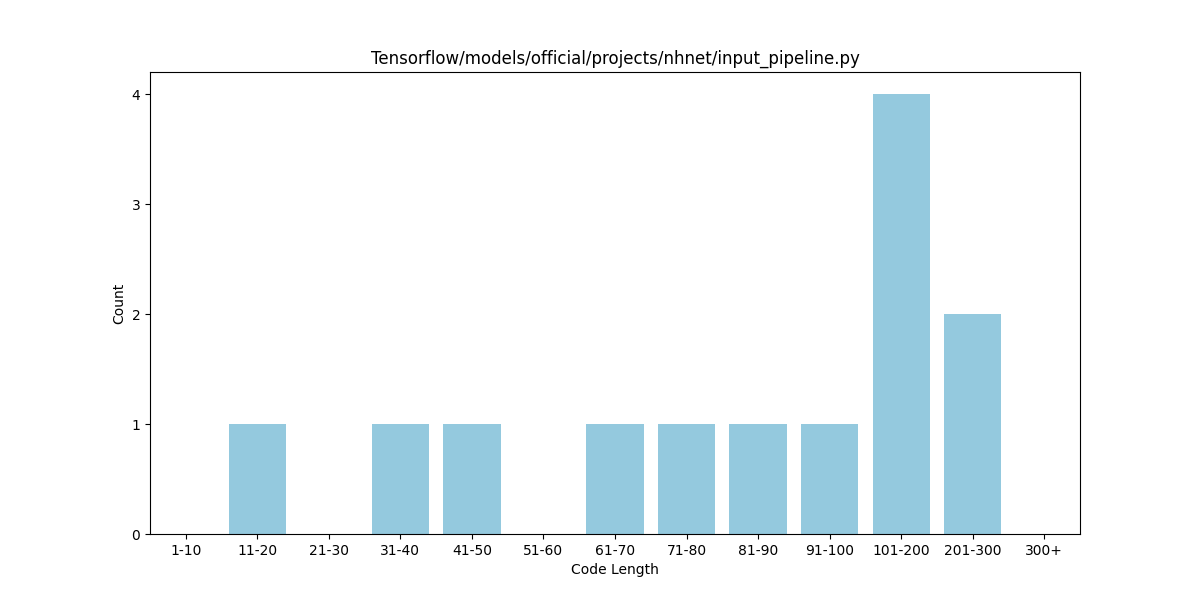 Tensorflow/models/official/projects/nhnet/input_pipeline.py
4
3
2
1
0
Count
1-10 11-20 21-30 31-40 41-50 51-60 61-70 71-80 81-90 91-100 101-200 201-300 300+
Code Length